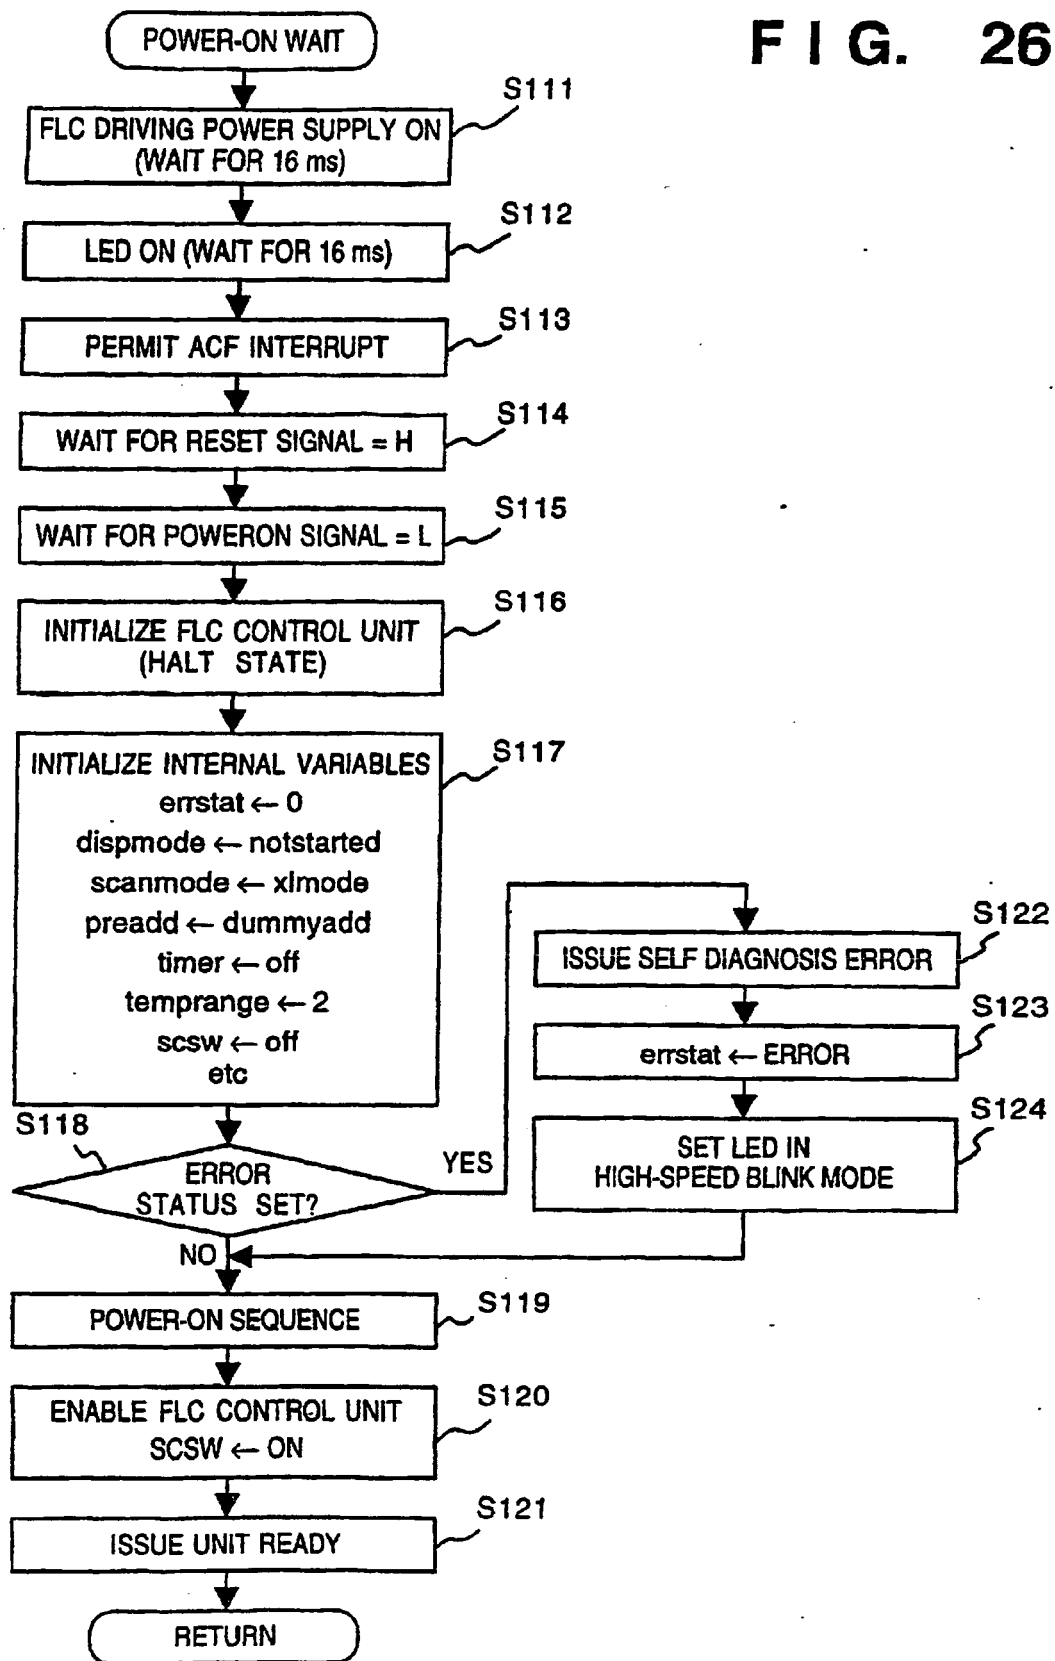 FIG. 26
POWER-ON WAIT
S111
FLC DRIVING POWER SUPPLY ON
(WAIT FOR 16 ms)
S112
LED ON (WAIT FOR 16 ms)
S113
PERMIT ACF INTERRUPT
S114
WAIT FOR RESET SIGNAL = H
S115
WAIT FOR POWERON SIGNAL = L
S116
INITIALIZE FLC CONTROL UNIT
(HALT STATE)
S117
INITIALIZE INTERNAL VARIABLES
errstat ← 0
dispmode ← notstarted
scanmode ← xlmode
preadd ← dummyadd
timer ← off
temprange ← 2
scsw ← off
etc
S118
ERROR
STATUS SET?
YES
NO
S122
ISSUE SELF DIAGNOSIS ERROR
S123
errstat ← ERROR
S124
SET LED IN
HIGH-SPEED BLINK MODE
S119
POWER-ON SEQUENCE
S120
ENABLE FLC CONTROL UNIT
SCSW ← ON
S121
ISSUE UNIT READY
RETURN